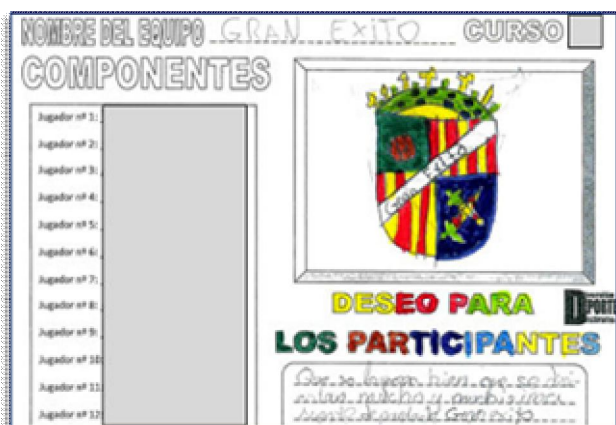 NOMBRE DEL EQUIPO GRAN EXITO CURSO
COMPONENTES
Jugador nº 1:
Jugador nº 2:
Jugador nº 3:
Jugador nº 4:
Jugador nº 5:
Jugador nº 6:
Jugador nº 7:
Jugador nº 8:
Jugador nº 9:
Jugador nº 10
Jugador nº 11
Jugador nº 12
Gran Exito
DESEO PARA
LOS PARTICIPANTES
Que se lo pasen bien, que se divi-
mucho y muchísima
Gran exito